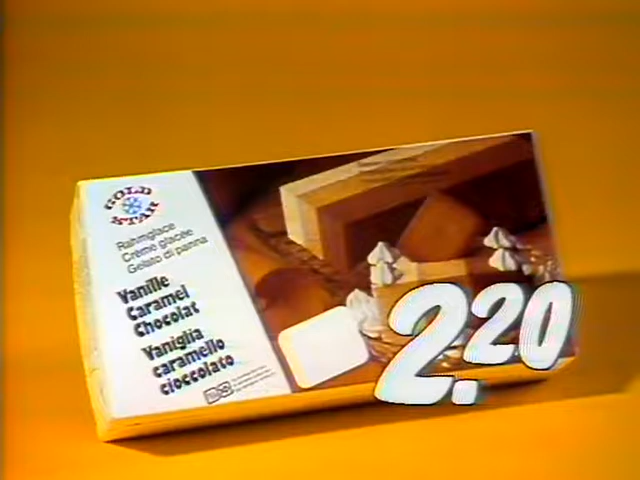 GOLD
STAR
Rahmglace
Crème glacée
Gelato di panna
Vanille
Caramel
Chocolat
Vaniglia
caramello
cioccolato
2.20